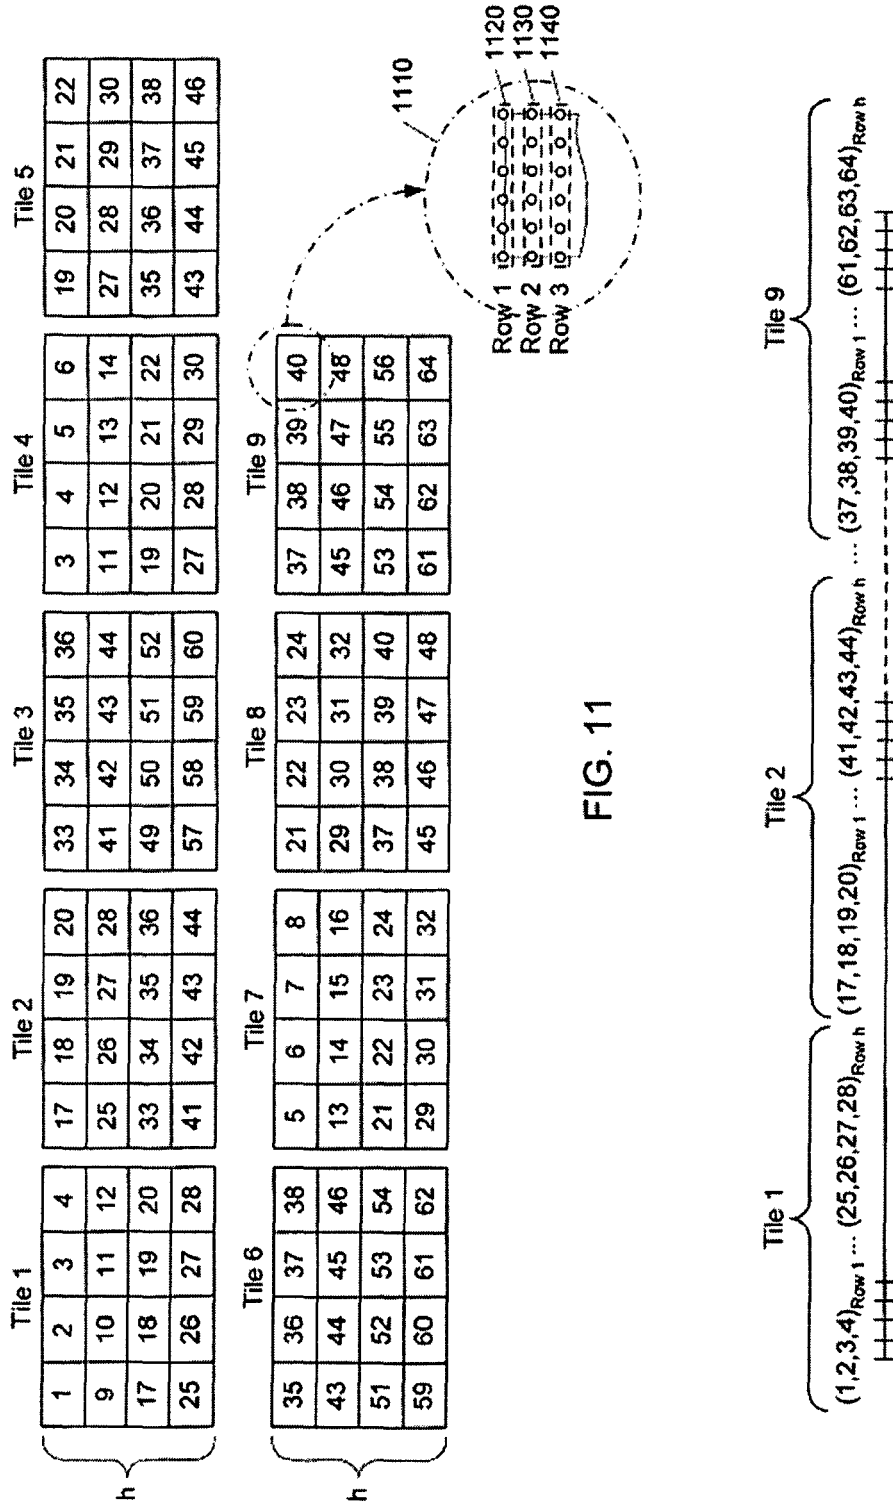 Tile 1 Tile 2 Tile 3 Tile 4 Tile 5
1 2 3 4 17 18 19 20 33 34 35 36 3 4 5 6 19 20 21 22
9 10 11 12 25 26 27 28 41 42 43 44 11 12 13 14 27 28 29 30
17 18 19 20 33 34 35 36 49 50 51 52 19 20 21 22 35 36 37 38
25 26 27 28 41 42 43 44 57 58 59 60 27 28 29 30 43 44 45 46
h
Tile 6 Tile 7 Tile 8 Tile 9
35 36 37 38 5 6 7 8 21 22 23 24 37 38 39 40
43 44 45 46 13 14 15 16 29 30 31 32 45 46 47 48
51 52 53 54 21 22 23 24 37 38 39 40 53 54 55 56
59 60 61 62 29 30 31 32 45 46 47 48 61 62 63 64
h
1110
Row 1 1120
Row 2 1130
Row 3 1140
FIG. 11
Tile 1 Tile 2 Tile 9
(1,2,3,4)Row 1 ... (25,26,27,28)Row h (17,18,19,20)Row 1 ... (41,42,43,44)Row h ... (37,38,39,40)Row 1 ... (61,62,63,64)Row h